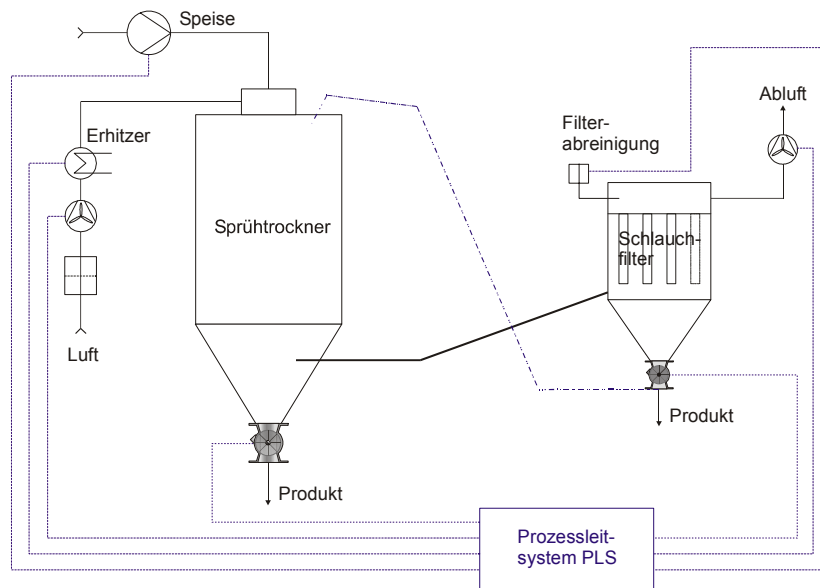 Speise
Abluft
Filter-
abreinigung
Erhitzer
Sprühtrockner
Schlauch-
filter
Luft
Produkt
Produkt
Prozessleit-
system PLS